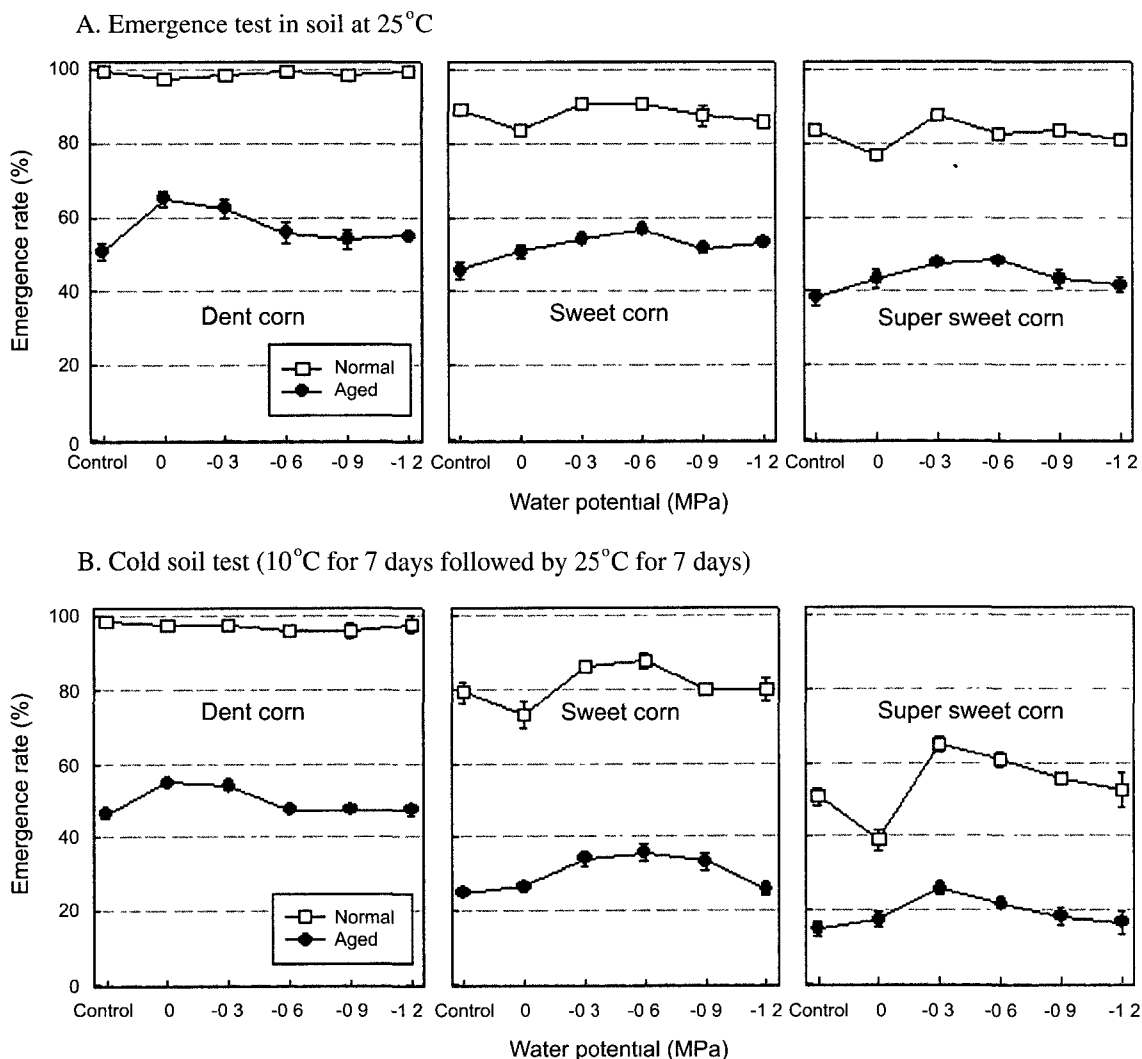 A. Emergence test in soil at 25°C
Emergence rate (%)
100
80
60
40
20
0
Dent corn
Normal
Aged
Sweet corn
Super sweet corn
Control 0 -0 3 -0 6 -0 9 -1 2
Control 0 -0 3 -0 6 -0 9 -1 2
Control 0 -0 3 -0 6 -0 9 -1 2
Water potential (MPa)
B. Cold soil test (10°C for 7 days followed by 25°C for 7 days)
Emergence rate (%)
100
80
60
40
20
0
Dent corn
Normal
Aged
Sweet corn
Super sweet corn
Control 0 -0 3 -0 6 -0 9 -1 2
Control 0 -0 3 -0 6 -0 9 -1 2
Control 0 -0 3 -0 6 -0 9 -1 2
Water potential (MPa)